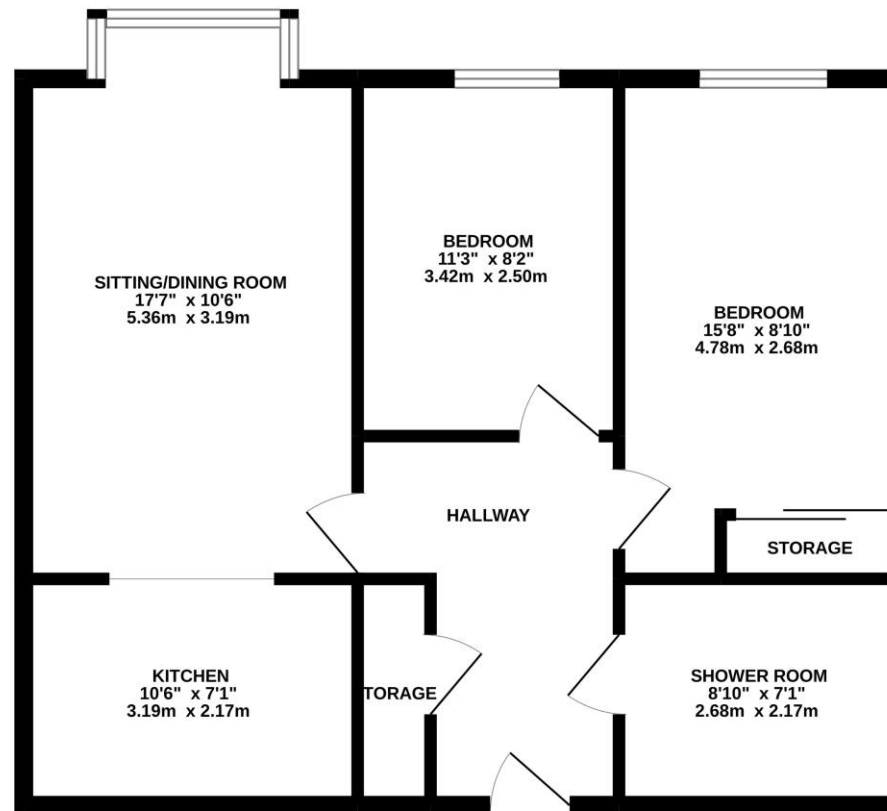 SITTING/DINING ROOM
17'7" x 10'6"
5.36m x 3.19m
BEDROOM
11'3" x 8'2"
3.42m x 2.50m
BEDROOM
15'8" x 8'10"
4.78m x 2.68m
HALLWAY
STORAGE
KITCHEN
10'6" x 7'1"
3.19m x 2.17m
TORAGE
SHOWER ROOM
8'10" x 7'1"
2.68m x 2.17m